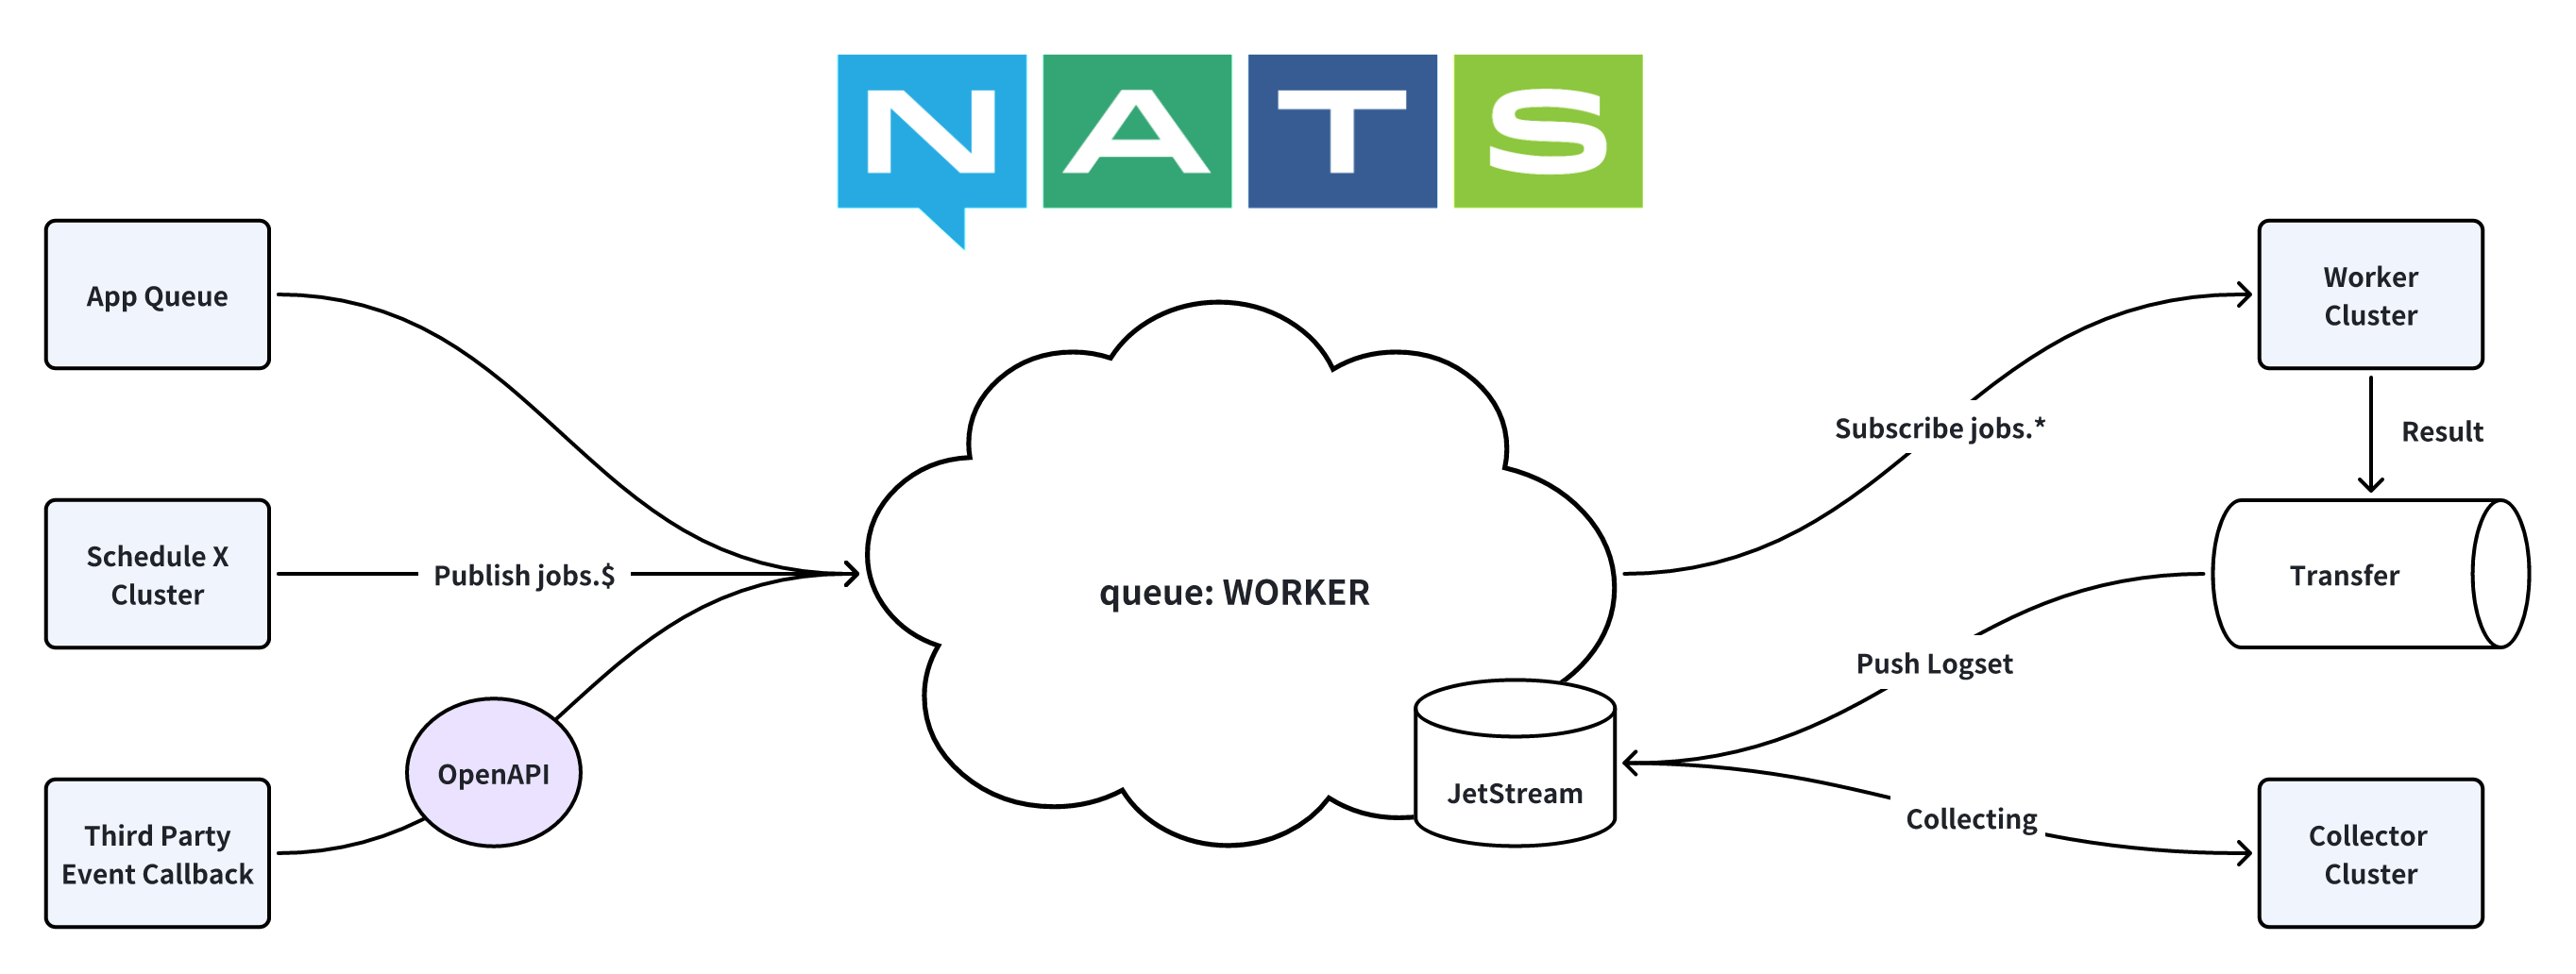 NATS
App Queue
Schedule X
Cluster
Third Party
Event Callback
Publish jobs.$
OpenAPI
queue: WORKER
JetStream
Subscribe jobs.*
Worker
Cluster
Result
Transfer
Push Logset
Collecting
Collector
Cluster